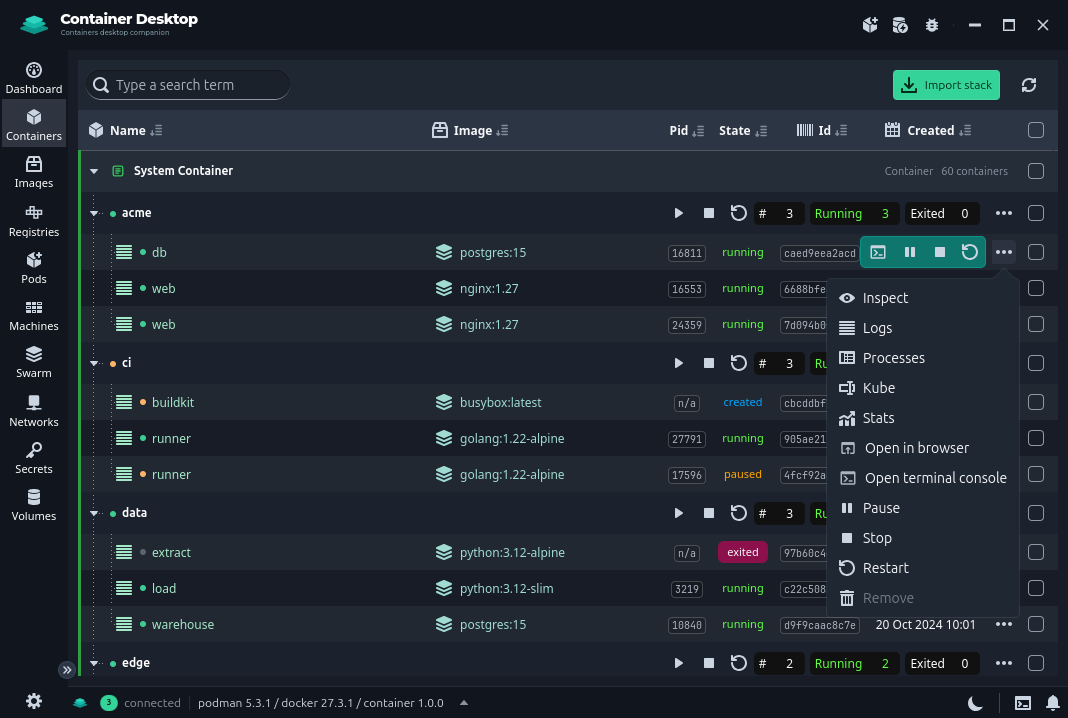 Container Desktop
Containers desktop companion
Dashboard
Containers
Images
Registries
Pods
Machines
Swarm
Networks
Secrets
Volumes
Type a search term
Import stack
Name Image Pid State Id Created
System Container Container 60 containers
acme # 3 Running 3 Exited 0
db postgres:15 16811 running caed9eea2acd
web nginx:1.27 16553 running 6688bfe
web nginx:1.27 24359 running 7d094b0
ci # 3 Ru
buildkit busybox:latest n/a created cbcddbf
runner golang:1.22-alpine 27791 running 905ae21
runner golang:1.22-alpine 17596 paused 4fcf92a
data # 3 Ru
extract python:3.12-alpine n/a exited 97b60c4
load python:3.12-slim 3219 running c22c508
warehouse postgres:15 10840 running d9f9caac8c7e 20 Oct 2024 10:01
edge # 2 Running 2 Exited 0
Inspect
Logs
Processes
Kube
Stats
Open in browser
Open terminal console
Pause
Stop
Restart
Remove
3 connected podman 5.3.1 / docker 27.3.1 / container 1.0.0